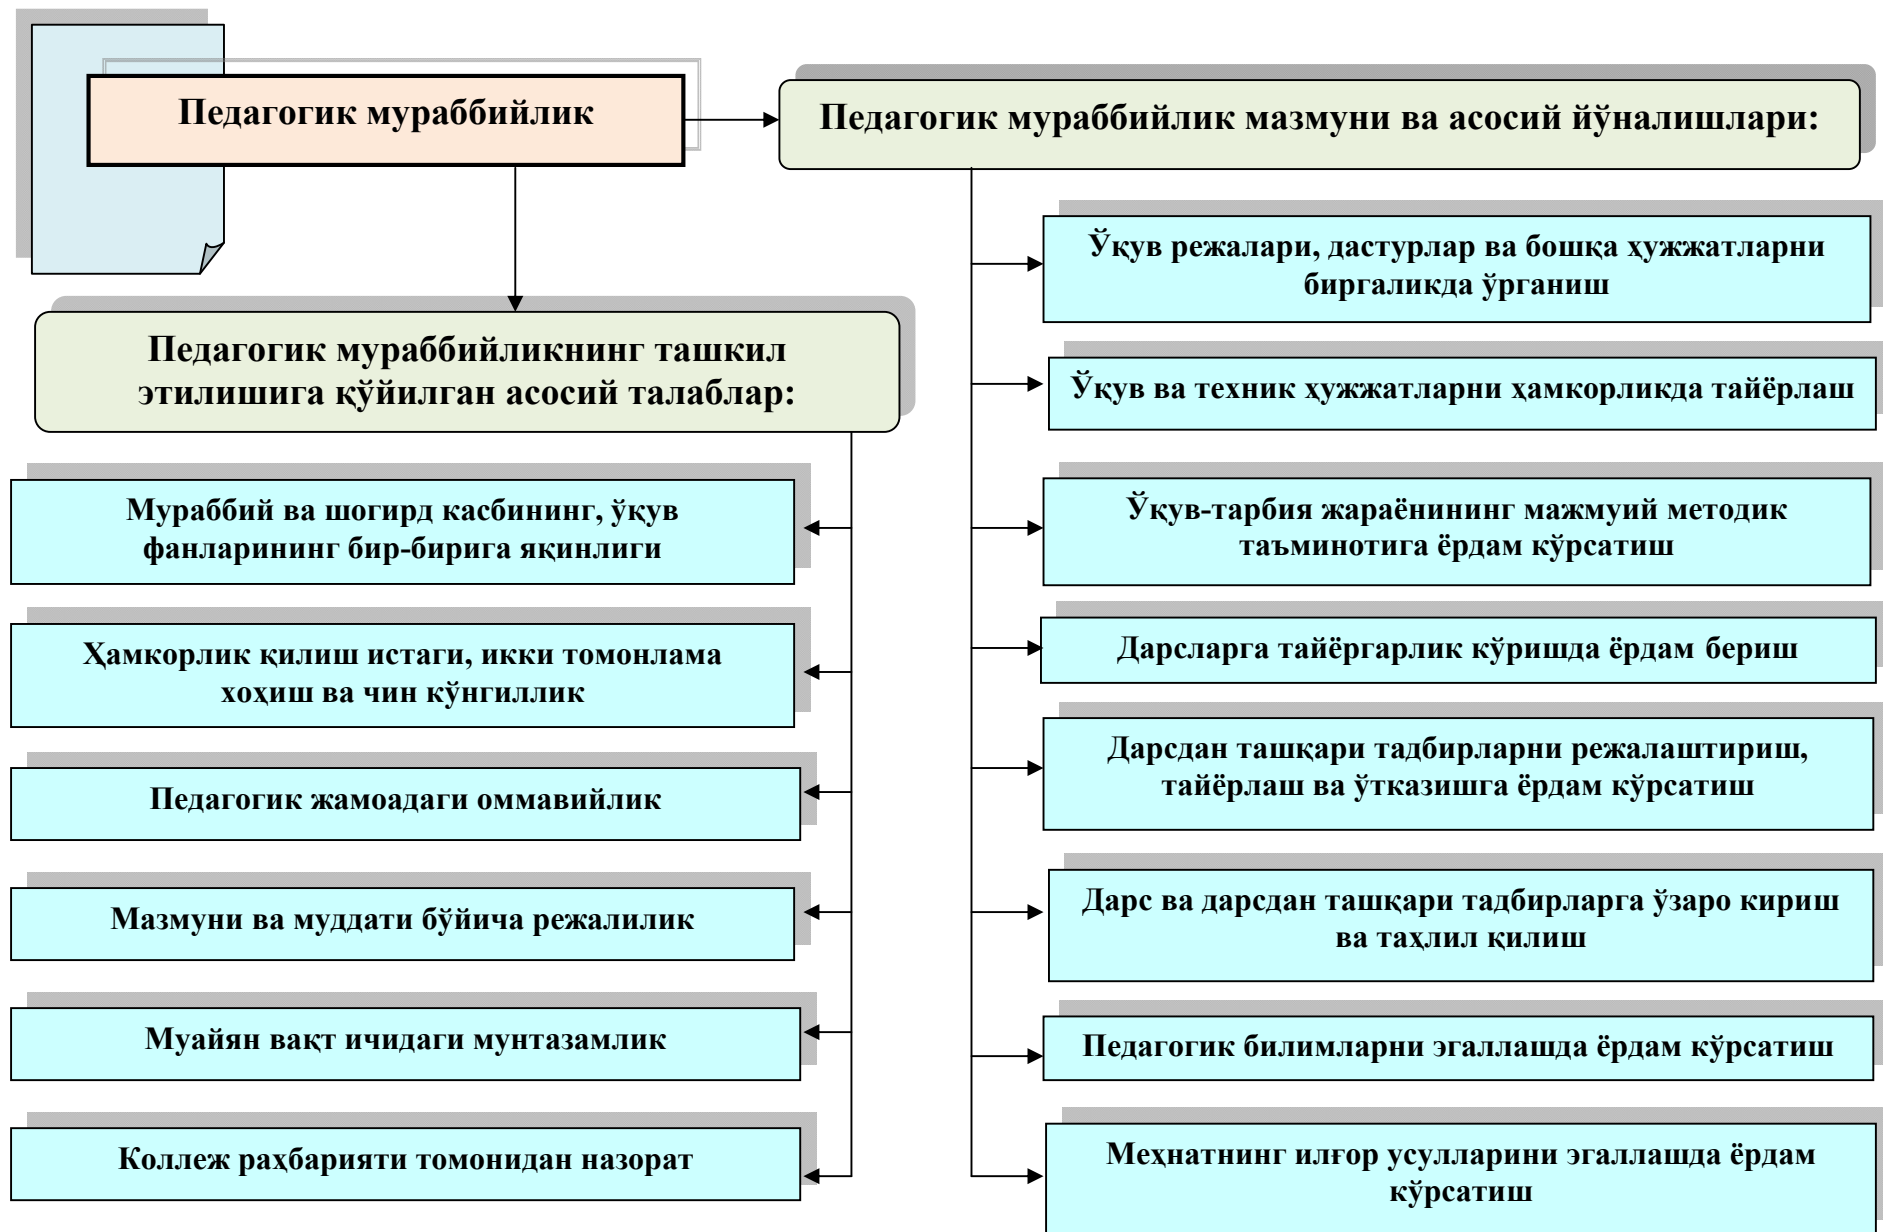 Педагогик мураббийлик
Педагогик мураббийлик мазмуни ва асосий йўналишлари:
Педагогик мураббийликнинг ташкил
этилишига қўйилган асосий талаблар:
Мураббий ва шогирд касбининг, ўқув
фанларининг бир-бирига яқинлиги
Ҳамкорлик қилиш истаги, икки томонлама
хоҳиш ва чин кўнгиллик
Педагогик жамоадаги оммавийлик
Мазмуни ва муддати бўйича режалилик
Муайян вақт ичидаги мунтазамлик
Коллеж раҳбарияти томонидан назорат
Ўқув режалари, дастурлар ва бошқа ҳужжатларни
биргаликда ўрганиш
Ўқув ва техник ҳужжатларни ҳамкорликда тайёрлаш
Ўқув-тарбия жараёнининг мажмуий методик
таъминотига ёрдам кўрсатиш
Дарсларга тайёргарлик кўришда ёрдам бериш
Дарсдан ташқари тадбирларни режалаштириш,
тайёрлаш ва ўтказишга ёрдам кўрсатиш
Дарс ва дарсдан ташқари тадбирларга ўзаро кириш
ва таҳлил қилиш
Педагогик билимларни эгаллашда ёрдам кўрсатиш
Меҳнатнинг илғор усулларини эгаллашда ёрдам
кўрсатиш